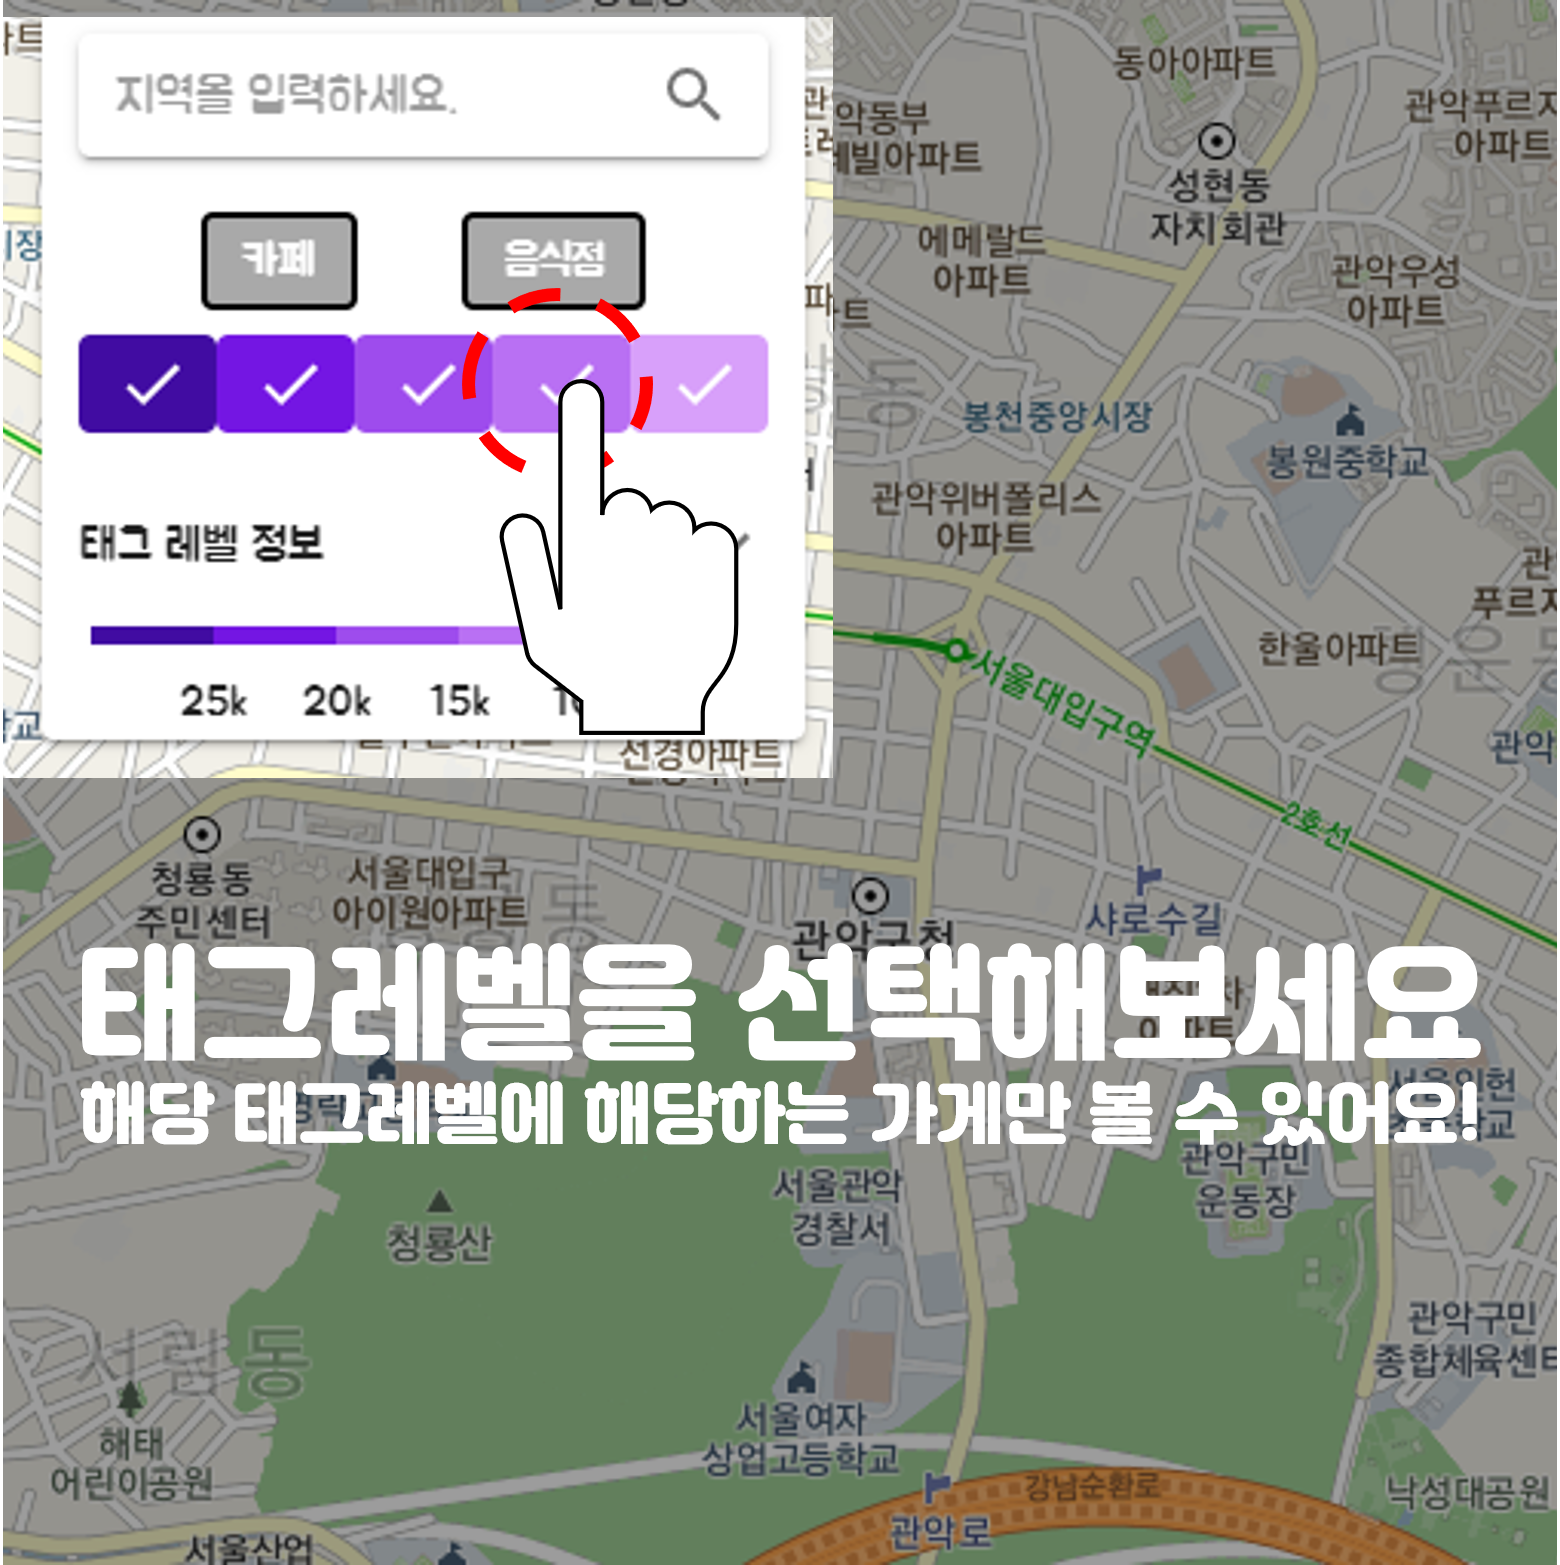 지역을 입력하세요.
카페
음식점
태그 레벨 정보
25k 20k 15k
선경아파트
동아아파트
관악푸르지
아파트
악동부
아파트
성현동
자치회관
에메랄드
아파트
관악우성
아파트
봉천중앙시장
봉원중학교
관악위버폴리스
아파트
관
푸르지
한울아파트
서울대입구역
관악
2호선
청룡동
주민센터
서울대입구
아이원아파트
관악구청
샤로수길
태그레벨을 선택해보세요
해당 태그레벨에 해당하는 가게만 볼 수 있어요!
관악구민
운동장
서울관악
경찰서
청룡산
관악구민
종합체육센터
해태
어린이공원
서울여자
상업고등학교
강남순환로
낙성대공원
관악로
서울산업